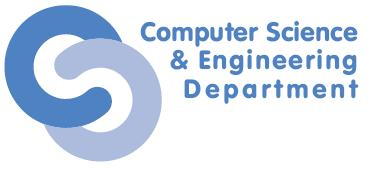 Computer Science
& Engineering
Department